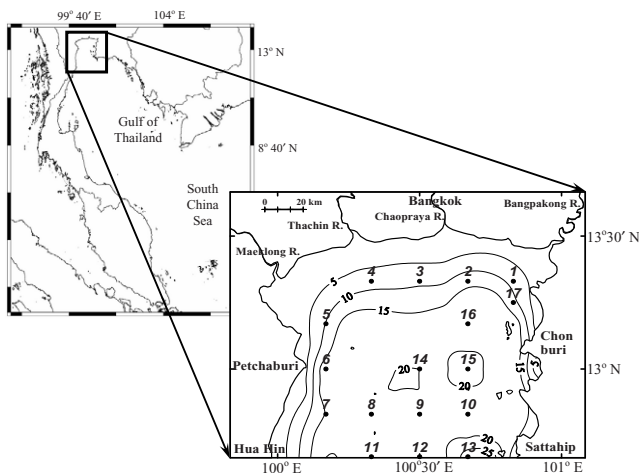 99° 40' E 104° E
13° N
Gulf of
Thailand
8° 40' N
South
China
Sea
0 20 km
Bangkok
Bangpakong R.
Thachin R.
Chaopraya R.
Maeklong R.
13°30' N
5
4 3 2 1
10
17
15
5 16
Chon
buri
Petchaburi
6 14 15
20
20
15
5
13° N
7 8 9 10
Hua Hin
11 12 13
20
25
Sattahip
100° E
100°30' E
101° E